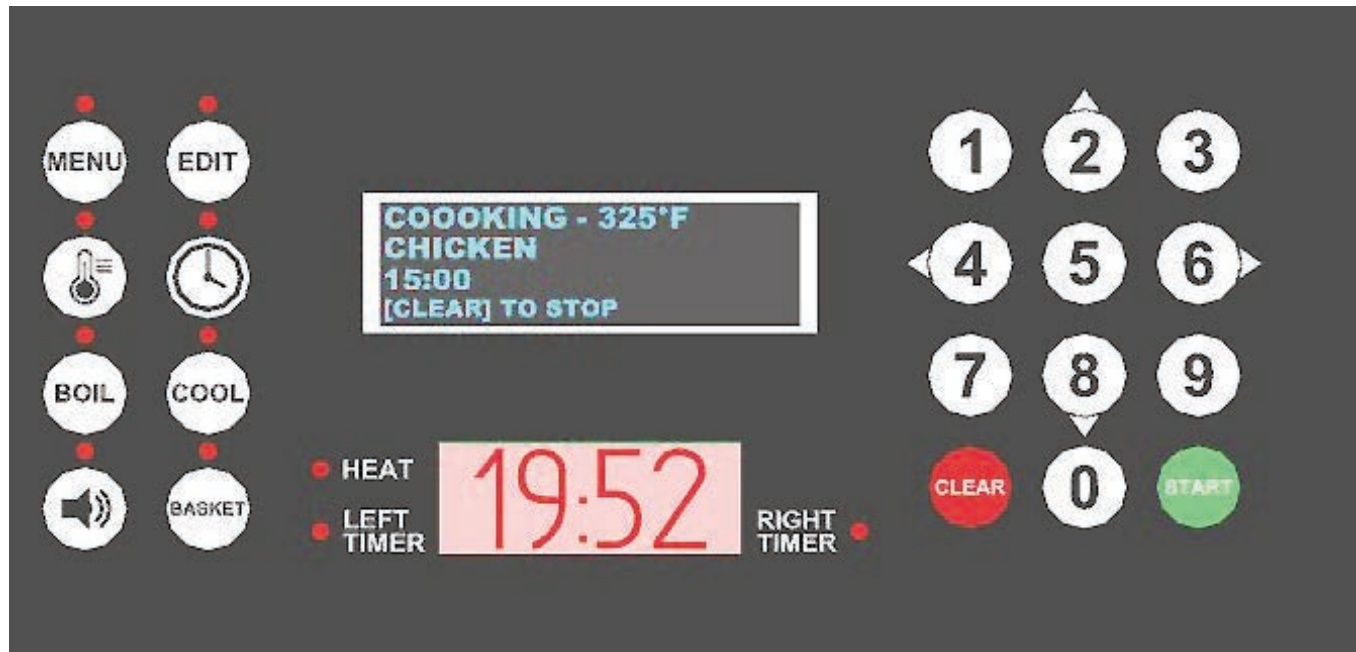 MENU
EDIT
BOIL
COOL
BASKET
COOOKING - 325°F
CHICKEN
15:00
[CLEAR] TO STOP
HEAT
LEFT
TIMER
19:52
RIGHT
TIMER
1 2 3
4 5 6
7 8 9
CLEAR 0 START